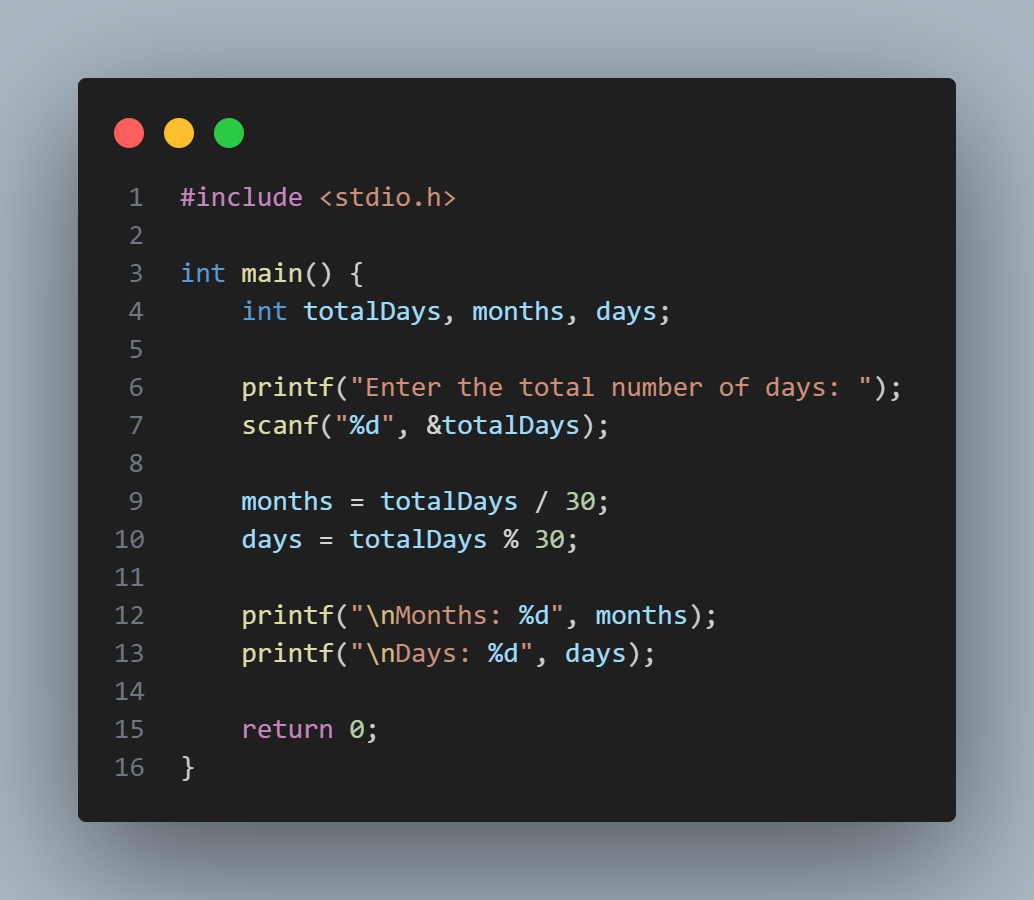 1 #include <stdio.h>
2
3 int main() {
4     int totalDays, months, days;
5
6     printf("Enter the total number of days: ");
7     scanf("%d", &totalDays);
8
9     months = totalDays / 30;
10     days = totalDays % 30;
11
12     printf("\nMonths: %d", months);
13     printf("\nDays: %d", days);
14
15     return 0;
16 }